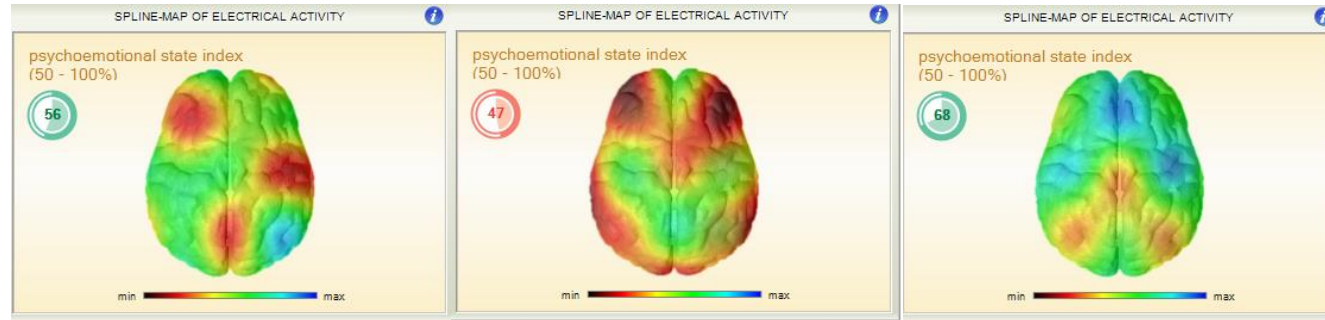 SPLINE-MAP OF ELECTRICAL ACTIVITY
i
psychoemotional state index
(50 - 100%)
56
min max
SPLINE-MAP OF ELECTRICAL ACTIVITY
i
psychoemotional state index
(50 - 100%)
47
min max
SPLINE-MAP OF ELECTRICAL ACTIVITY
i
psychoemotional state index
(50 - 100%)
68
min max